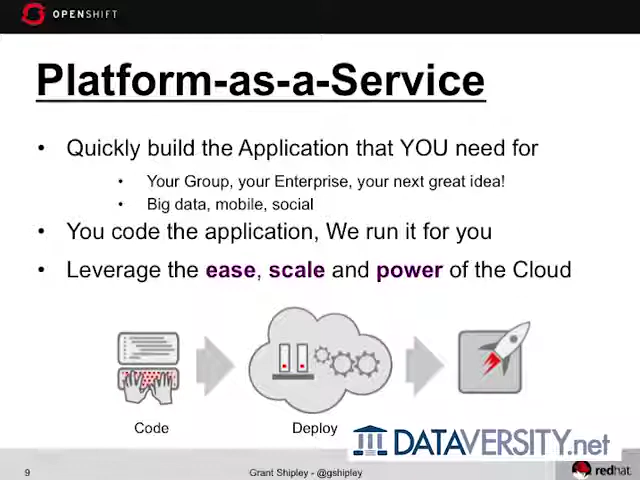 OPENSHIFT
Platform-as-a-Service
• Quickly build the Application that YOU need for
• Your Group, your Enterprise, your next great idea!
• Big data, mobile, social
• You code the application, We run it for you
• Leverage the ease, scale and power of the Cloud
Code
Deploy
DATAVERSITY.net
9
Grant Shipley - @gshipley
redhat